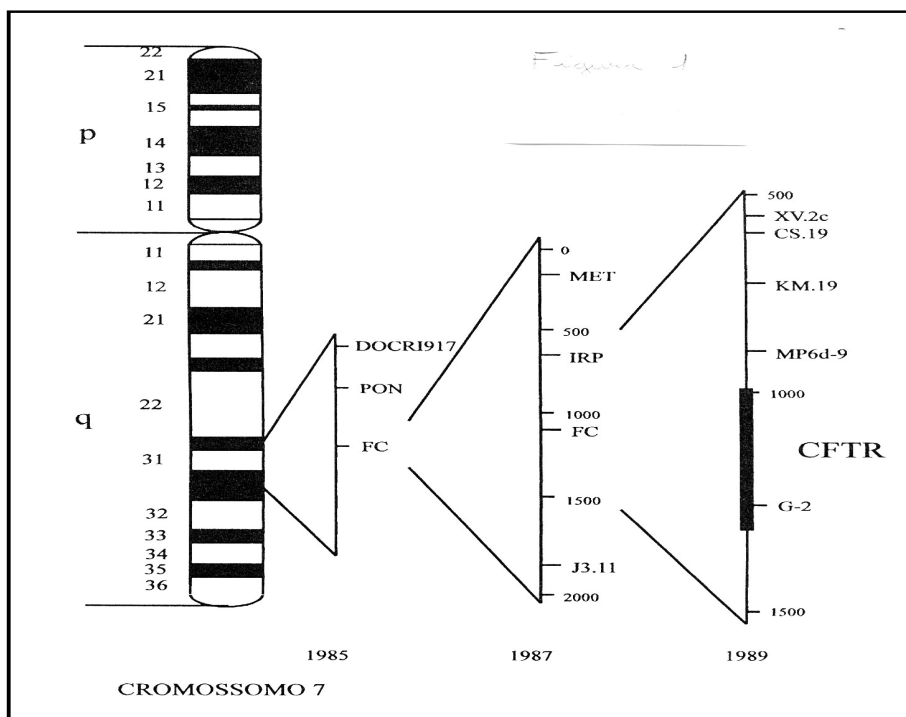 Figura 1
22
21
15
p
14
13
12
11
11
12
21
22
q
31
32
33
34
35
36
DOCRI917
PON
FC
0
MET
500
IRP
1000
FC
1500
J3.11
2000
500
XV.2c
CS.19
KM.19
MP6d-9
1000
CFTR
G-2
1500
1985
1987
1989
CROMOSSOMO 7